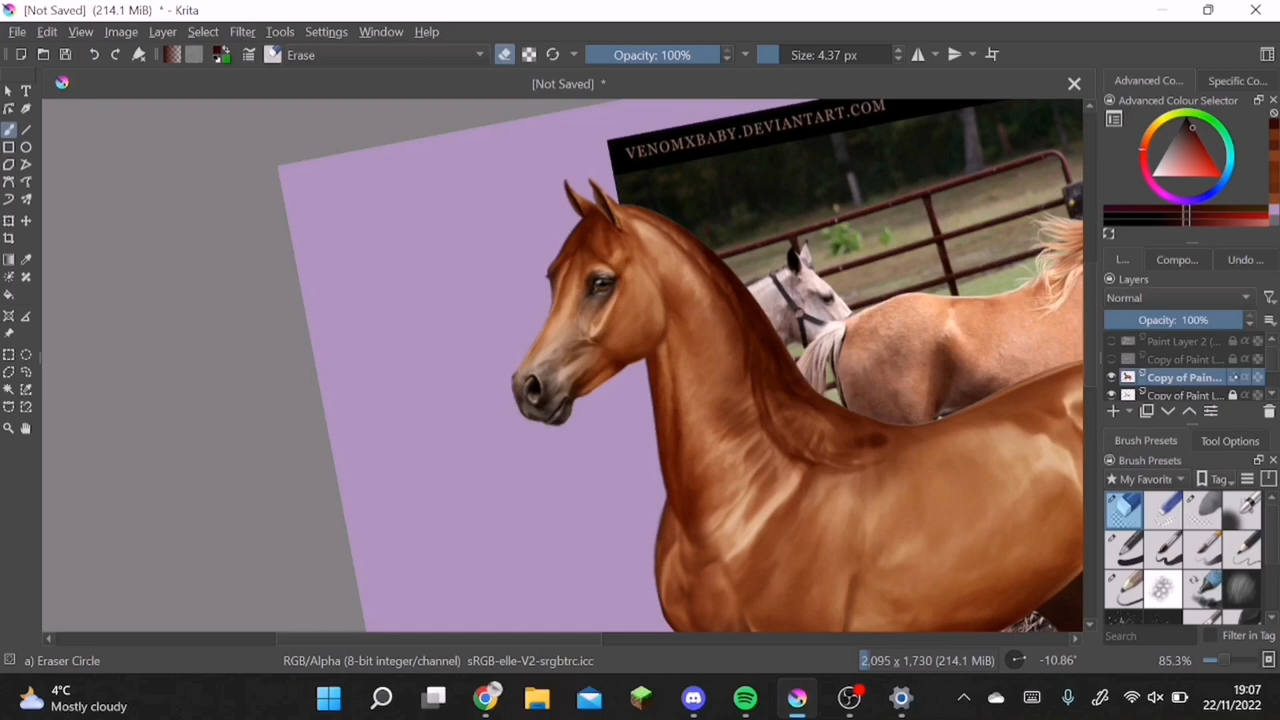 [Not Saved] (214.1 MiB) * - Krita
File Edit View Image Layer Select Filter Tools Settings Window Help
Erase Opacity: 100% Size: 4.37 px
[Not Saved] *
Advanced Co... Specific Co...
Advanced Colour Selector
VENOMXBABY.DEVIANTART.COM
L... Compo... Undo ...
Layers
Normal
Opacity: 100%
Paint Layer 2 (...
Copy of Paint L...
Copy of Pain...
Copy of Paint L...
Brush Presets Tool Options
Brush Presets
★ My Favorite Tag
Search Filter in Tag
a) Eraser Circle RGB/Alpha (8-bit integer/channel) sRGB-elle-V2-srgbtrc.icc 2,095 x 1,730 (214.1 MiB) -10.86° 85.3%
4°C
Mostly cloudy
19:07
22/11/2022